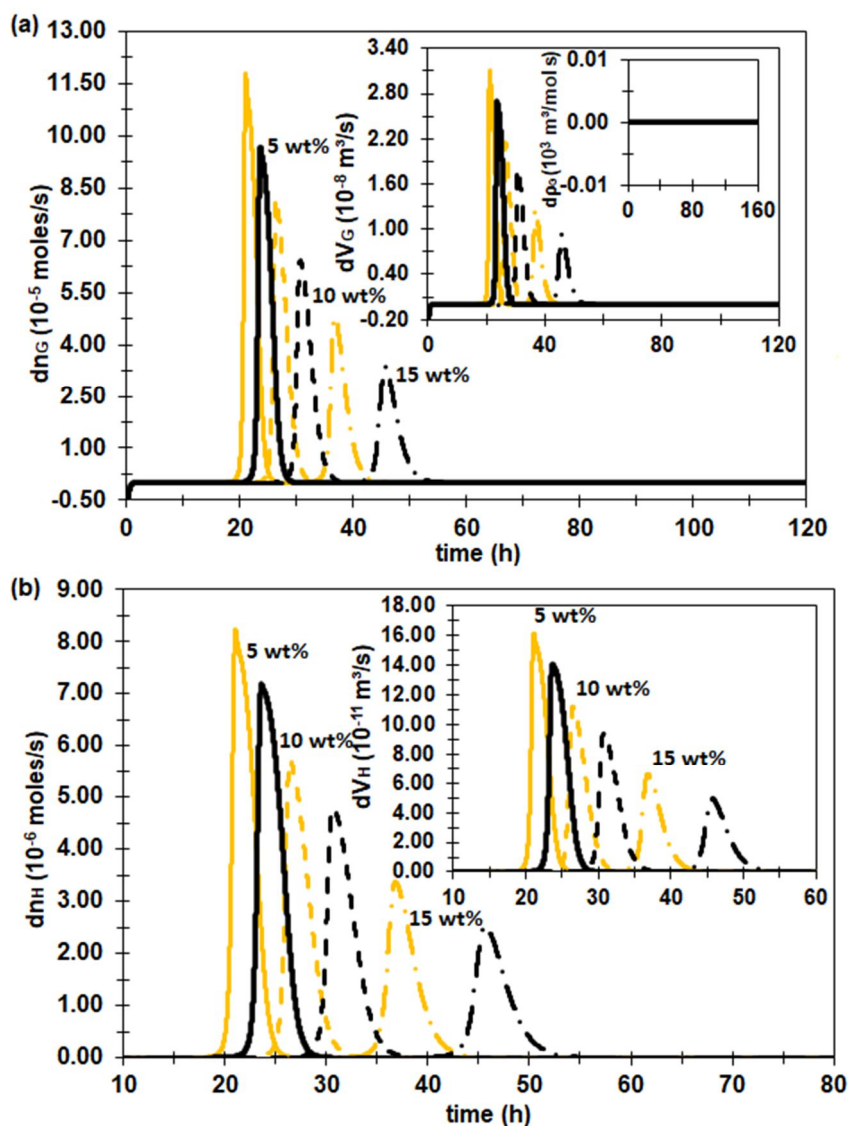 (a)
13.00
11.50
10.00
8.50
7.00
5.50
4.00
2.50
1.00
-0.50
dnG (10-5 moles/s)
0 20 40 60 80 100 120
time (h)
5 wt%
10 wt%
15 wt%
3.40
2.80
2.20
1.60
1.00
0.40
-0.20
dVG (10-8 m³/s)
0 40 80 120
0.01
0.00
-0.01
(10³ m³/mol s)
0 80 160
(b)
9.00
8.00
7.00
6.00
5.00
4.00
3.00
2.00
1.00
0.00
dnH (10-6 moles/s)
10 20 30 40 50 60 70 80
time (h)
5 wt%
10 wt%
15 wt%
18.00
16.00
14.00
12.00
10.00
8.00
6.00
4.00
2.00
0.00
dVH (10-11 m³/s)
10 20 30 40 50 60
5 wt%
10 wt%
15 wt%